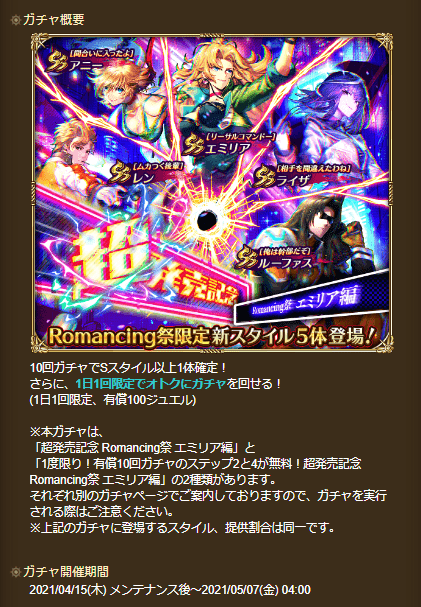 ガチャ概要
SS [間合いに入ったよ]
アニー
SS [リーサルコマンドー]
エミリア
SS [ムカつく後輩]
レン
SS [相手を間違えたわね]
ライザ
SS [俺は幹部だぞ]
ルーファス
超発売記念
Romancing祭 エミリア編
Romancing祭限定新スタイル5体登場!
10回ガチャでSスタイル以上1体確定!
さらに、1日1回限定でオトクにガチャを回せる!
(1日1回限定、有償100ジュエル)
※本ガチャは、
「超発売記念 Romancing祭 エミリア編」と
「1度限り!有償10回ガチャのステップ2と4が無料!超発売記念
Romancing祭 エミリア編」の2種類があります。
それぞれ別のガチャページでご案内しておりますので、ガチャを実行
される際はご注意ください。
※上記のガチャに登場するスタイル、提供割合は同一です。
ガチャ開催期間
2021/04/15(木) メンテナンス後〜2021/05/07(金) 04:00